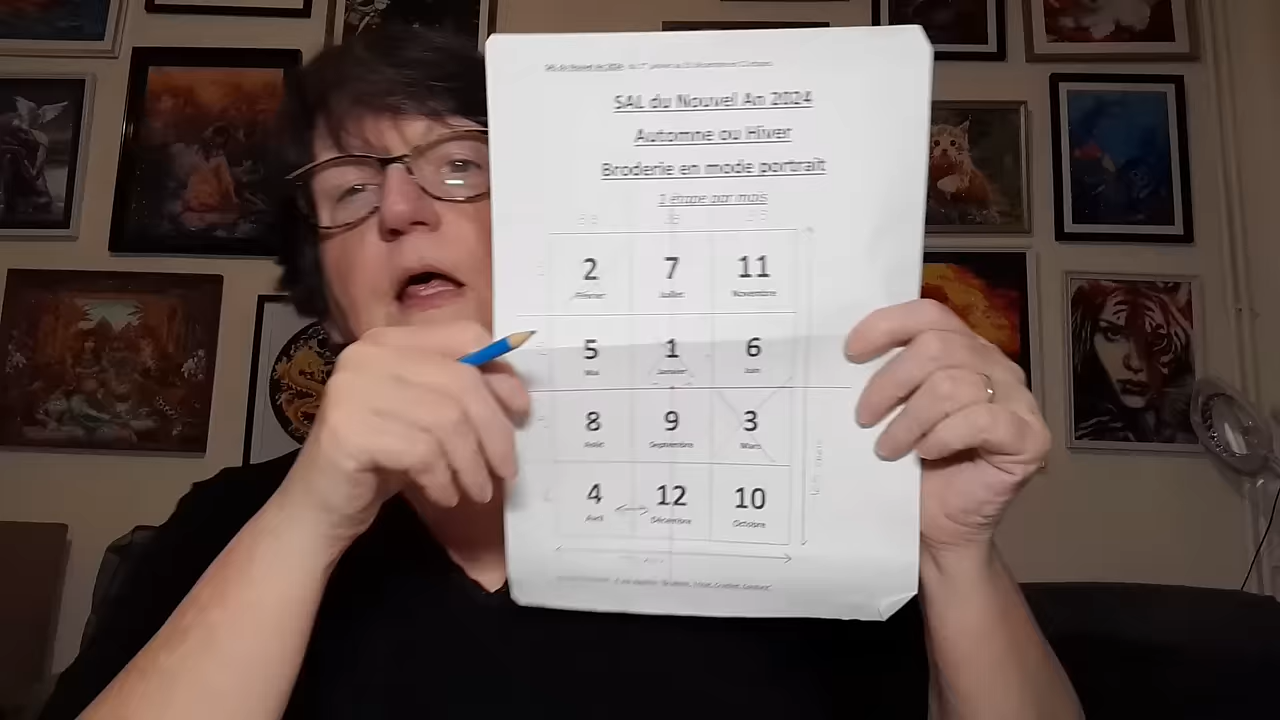 SAL du Nouvel An 2024
Automne ou Hiver
Broderie en mode portrait
1 étape par mois
2 7 11
Février Juillet Novembre
5 1 6
Mai Janvier Juin
8 9 3
Août Septembre Mars
4 12 10
Avril Décembre Octobre